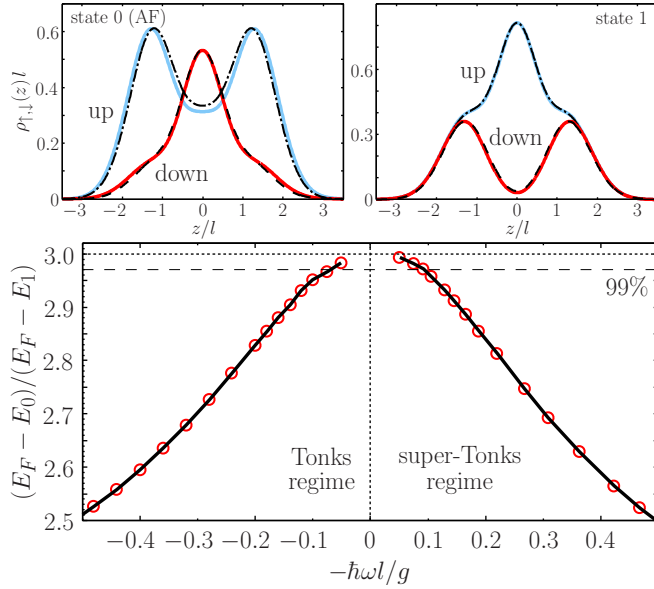 state 0 (AF)
state 1
ρ↑,↓(z)l
0.6
0.4
0.2
0
up
down
−3 −2 −1 0 1 2 3
z/l
0.6
0.3
0
up
down
−3 −2 −1 0 1 2 3
z/l
(E_F − E_0)/(E_F − E_1)
3.0
2.9
2.8
2.7
2.6
2.5
99%
Tonks
regime
super-Tonks
regime
−0.4 −0.3 −0.2 −0.1 0 0.1 0.2 0.3 0.4
−ħωl/g